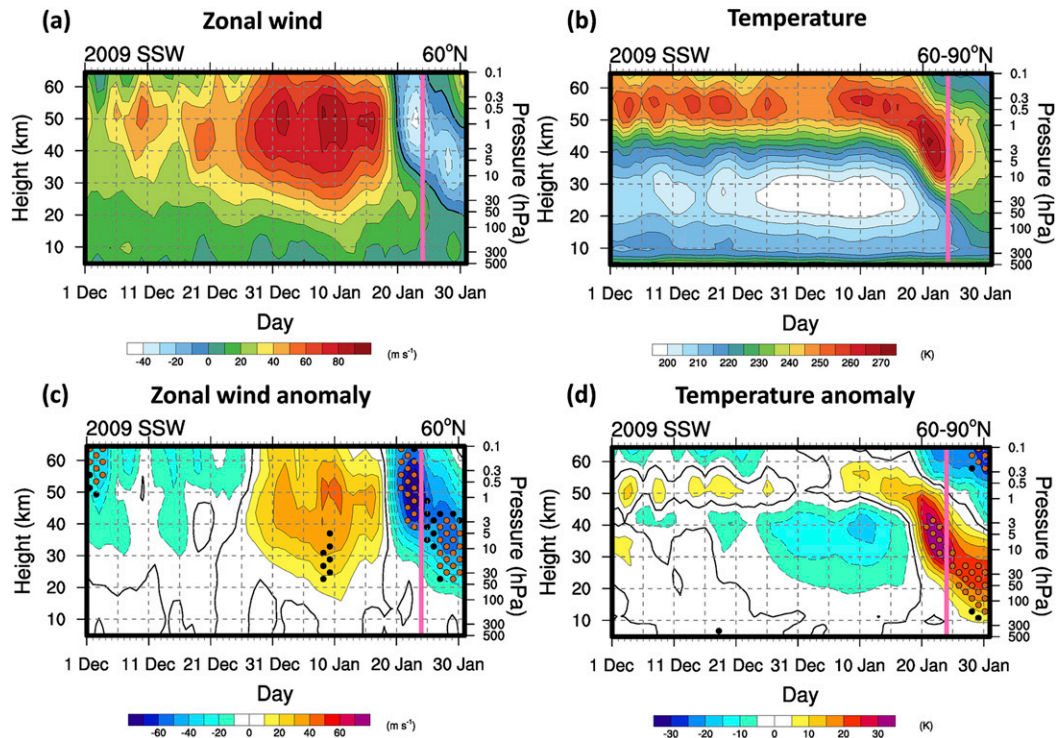 (a) Zonal wind
2009 SSW 60°N
Height (km)
60
50
40
30
20
10
0.1
0.3
0.5
1
3
5
10
30
50
100
300
500
Pressure (hPa)
1 Dec 11 Dec 21 Dec 31 Dec 10 Jan 20 Jan 30 Jan
Day
-40 -20 0 20 40 60 80 (m s⁻¹)
(b) Temperature
2009 SSW 60-90°N
Height (km)
60
50
40
30
20
10
0.1
0.3
0.5
1
3
5
10
30
50
100
300
500
Pressure (hPa)
1 Dec 11 Dec 21 Dec 31 Dec 10 Jan 20 Jan 30 Jan
Day
200 210 220 230 240 250 260 270 (K)
(c) Zonal wind anomaly
2009 SSW 60°N
Height (km)
60
50
40
30
20
10
0.1
0.3
0.5
1
3
5
10
30
50
100
300
500
Pressure (hPa)
1 Dec 11 Dec 21 Dec 31 Dec 10 Jan 20 Jan 30 Jan
Day
-60 -40 -20 0 20 40 60 (m s⁻¹)
(d) Temperature anomaly
2009 SSW 60-90°N
Height (km)
60
50
40
30
20
10
0.1
0.3
0.5
1
3
5
10
30
50
100
300
500
Pressure (hPa)
1 Dec 11 Dec 21 Dec 31 Dec 10 Jan 20 Jan 30 Jan
Day
-30 -20 -10 0 10 20 30 (K)